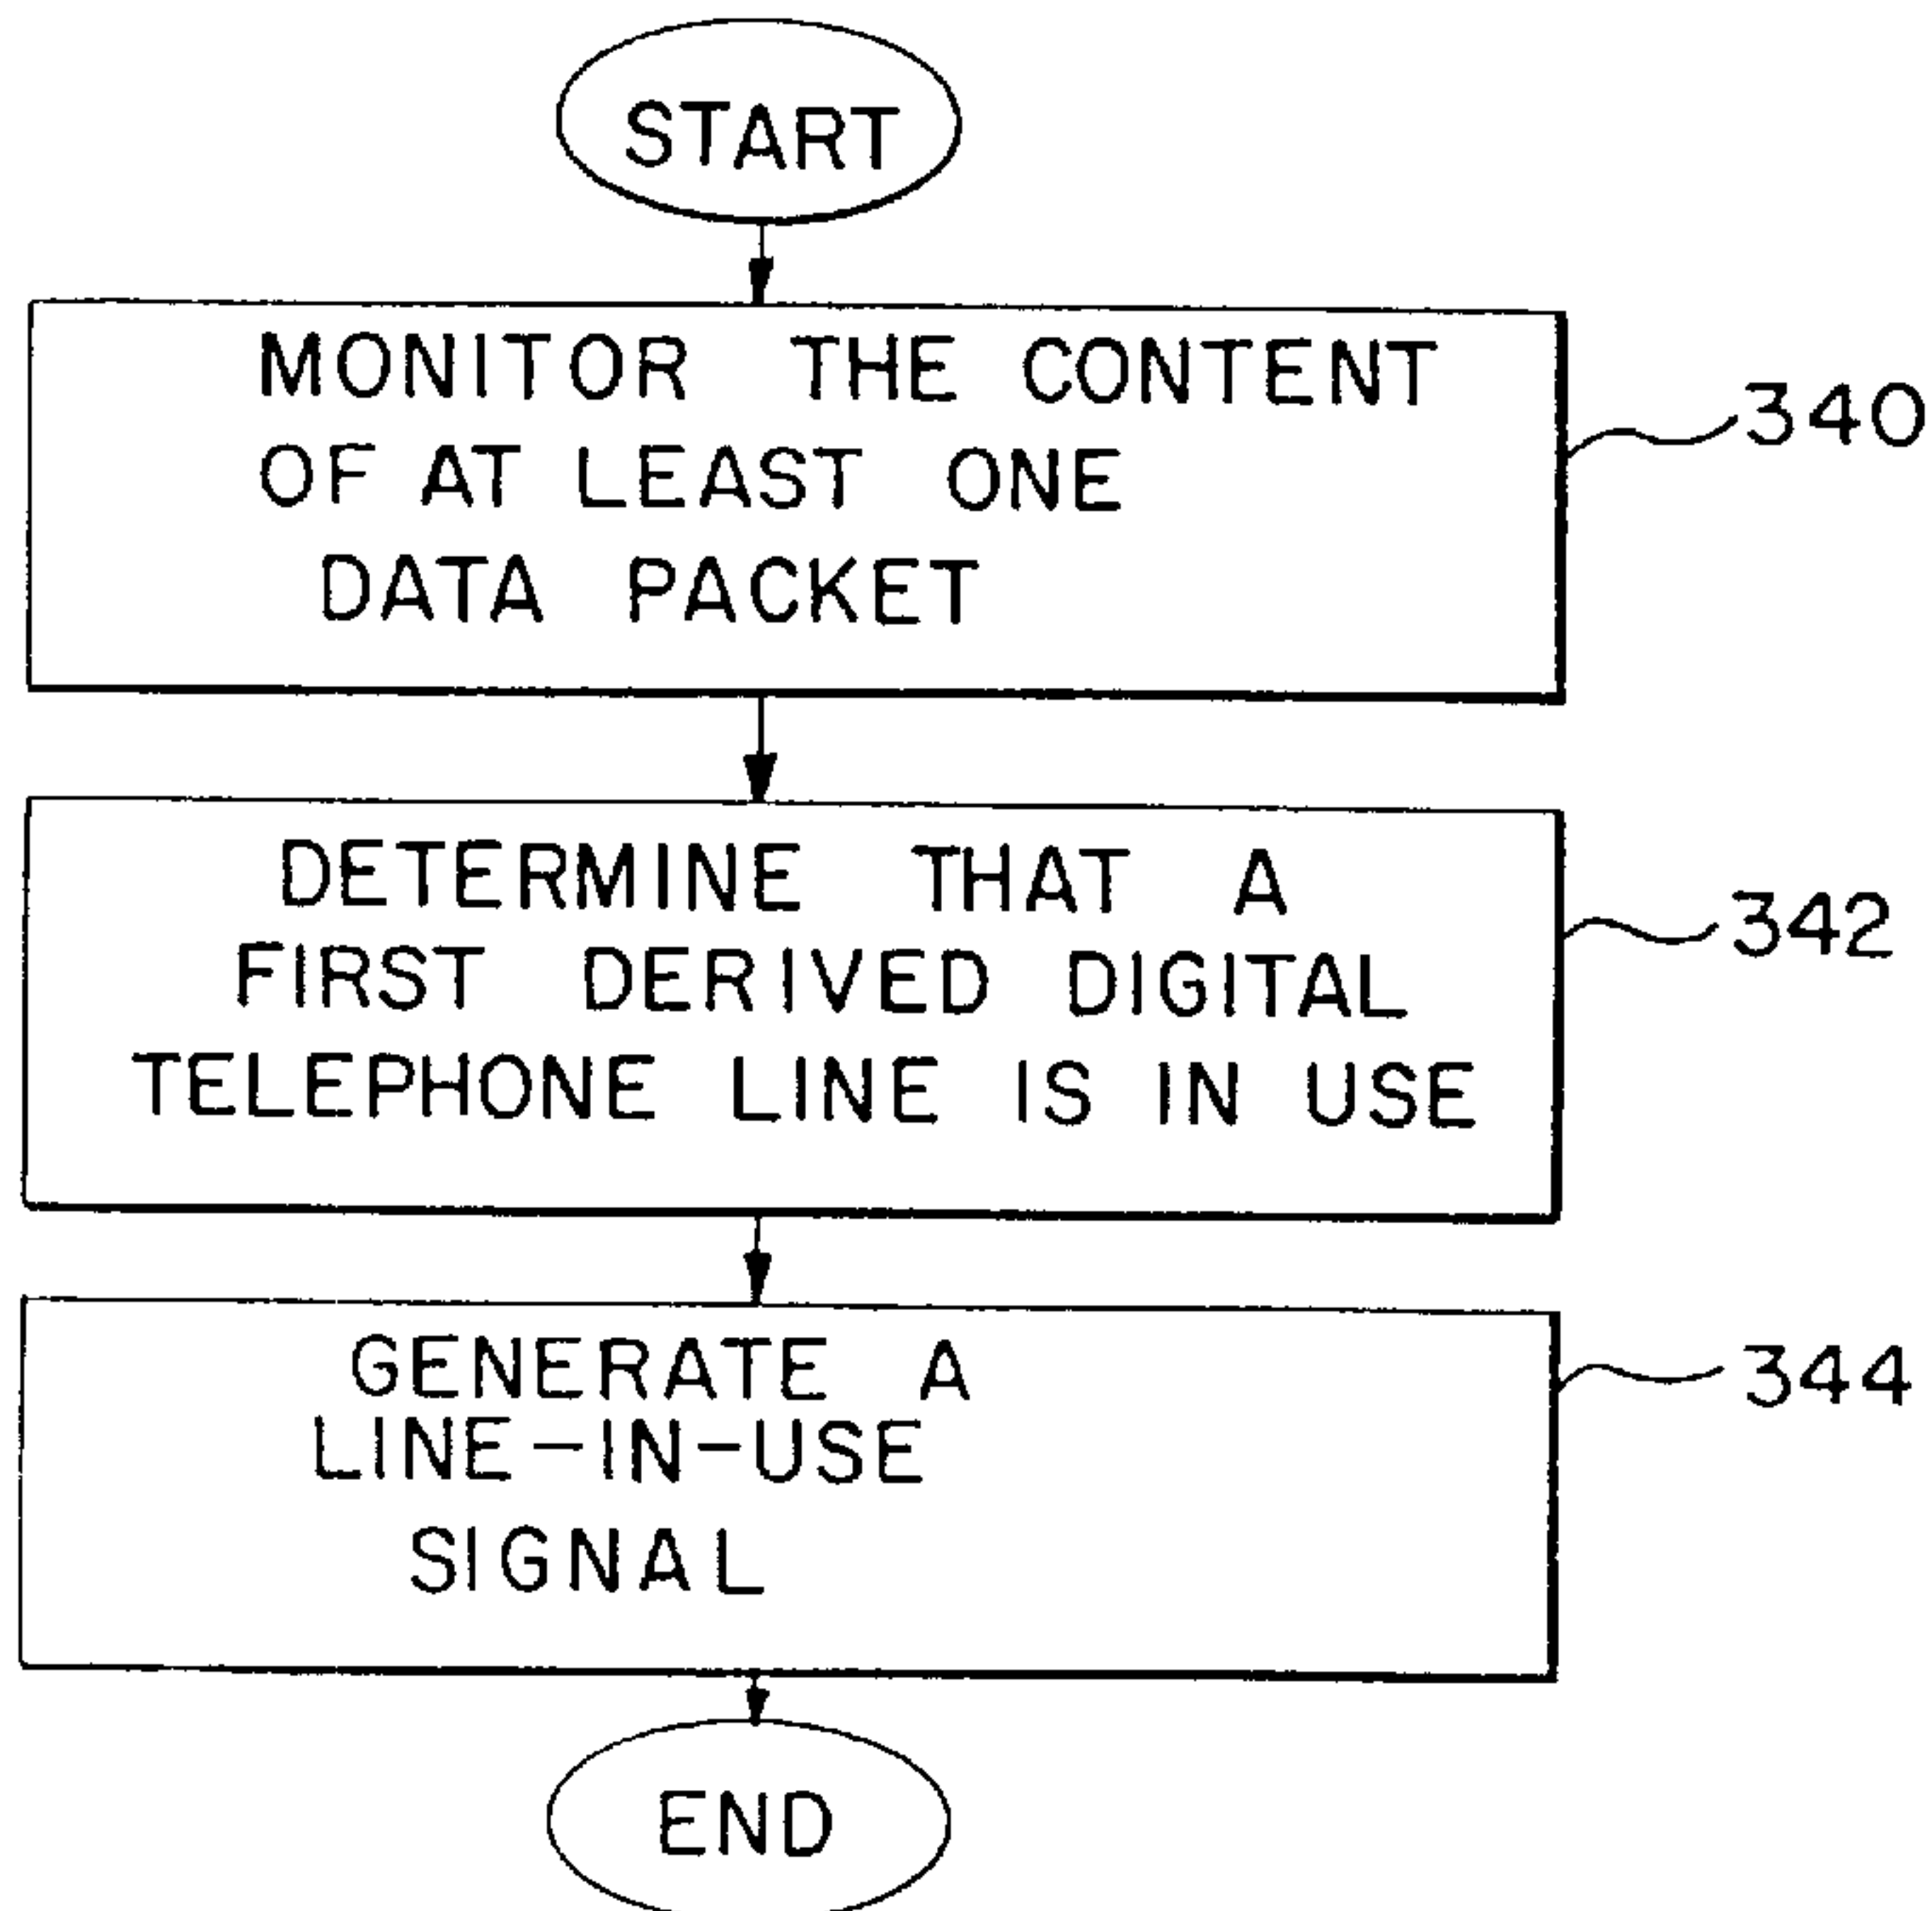 START
MONITOR THE CONTENT
OF AT LEAST ONE
DATA PACKET
340
DETERMINE THAT A
FIRST DERIVED DIGITAL
TELEPHONE LINE IS IN USE
342
GENERATE A
LINE-IN-USE
SIGNAL
344
END